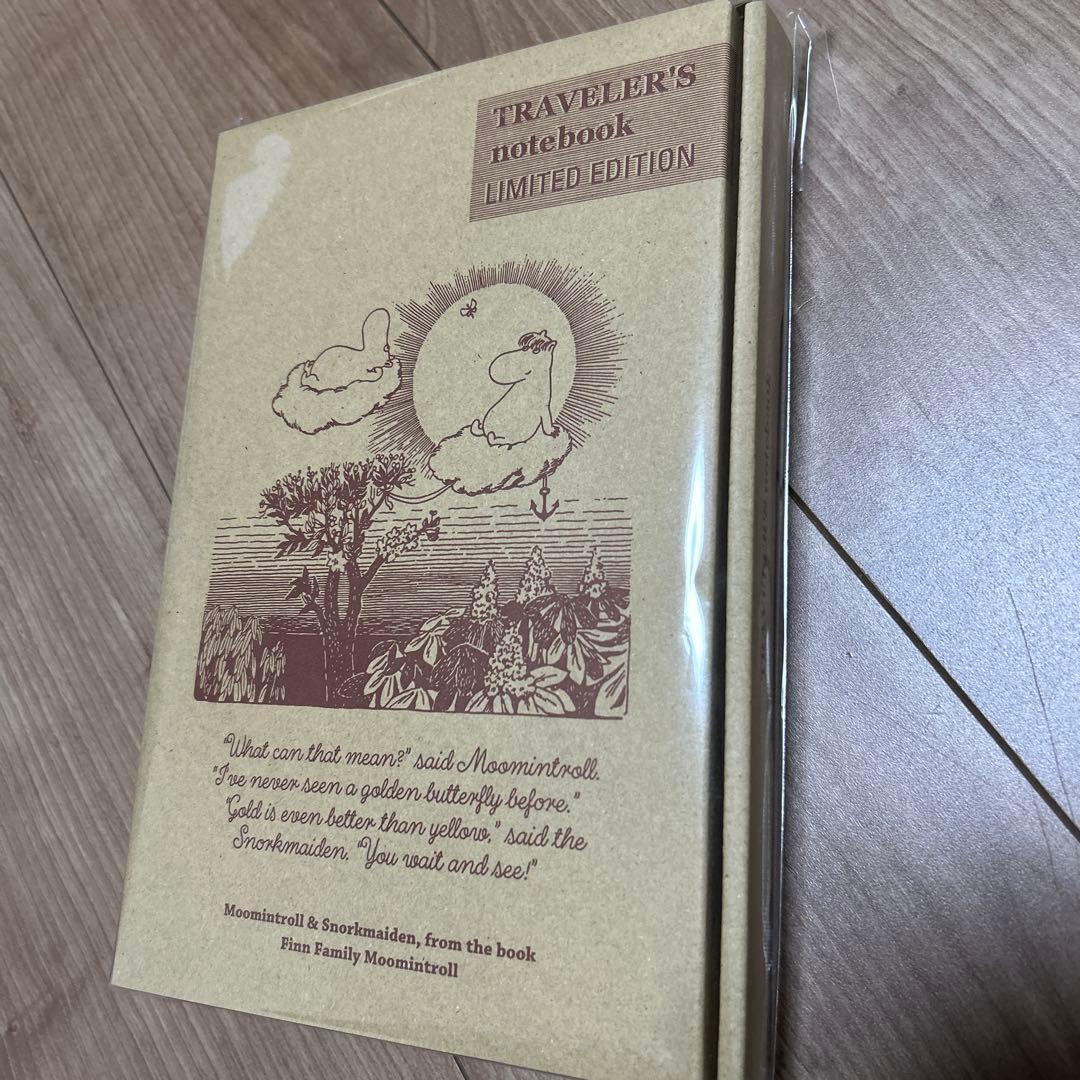 TRAVELER'S
notebook
LIMITED EDITION
"What can that mean?" said Moomintroll.
"I've never seen a golden butterfly before."
"Gold is even better than yellow," said the
Snorkmaiden. "You wait and see!"
Moomintroll & Snorkmaiden, from the book
Finn Family Moomintroll